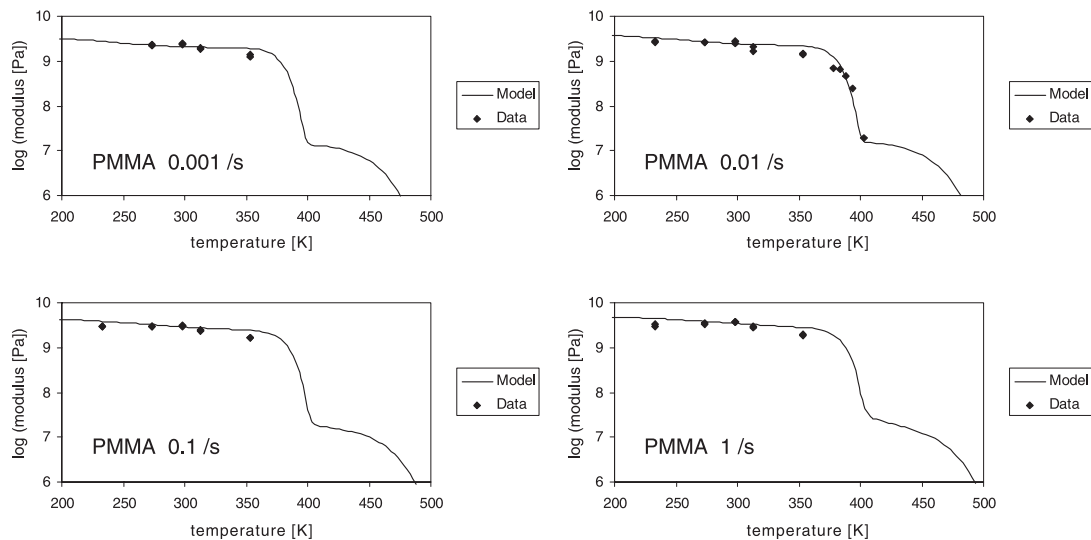 10
9
8
7
6
log (modulus [Pa])
PMMA 0.001 /s
200 250 300 350 400 450 500
temperature [K]
Model
Data
10
9
8
7
6
log (modulus [Pa])
PMMA 0.01 /s
200 250 300 350 400 450 500
temperature [K]
Model
Data
10
9
8
7
6
log (modulus [Pa])
PMMA 0.1 /s
200 250 300 350 400 450 500
temperature [K]
Model
Data
10
9
8
7
6
log (modulus [Pa])
PMMA 1 /s
200 250 300 350 400 450 500
temperature [K]
Model
Data